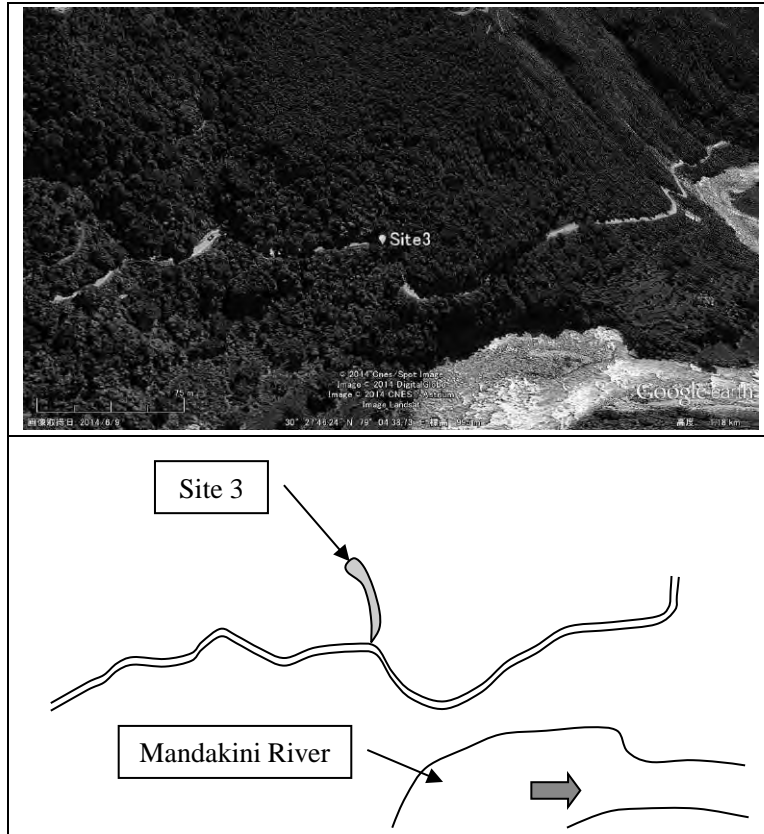 Site3
75 m
© 2014 Cnes/Spot Image
Image © 2014 DigitalGlobe
Image © 2014 CNES / Astrium
Image Landsat
Google earth
画像取得日 2014/6/9
30° 27'46.24" N 79° 04'38.73"
高度 1.18 km
Site 3
Mandakini River